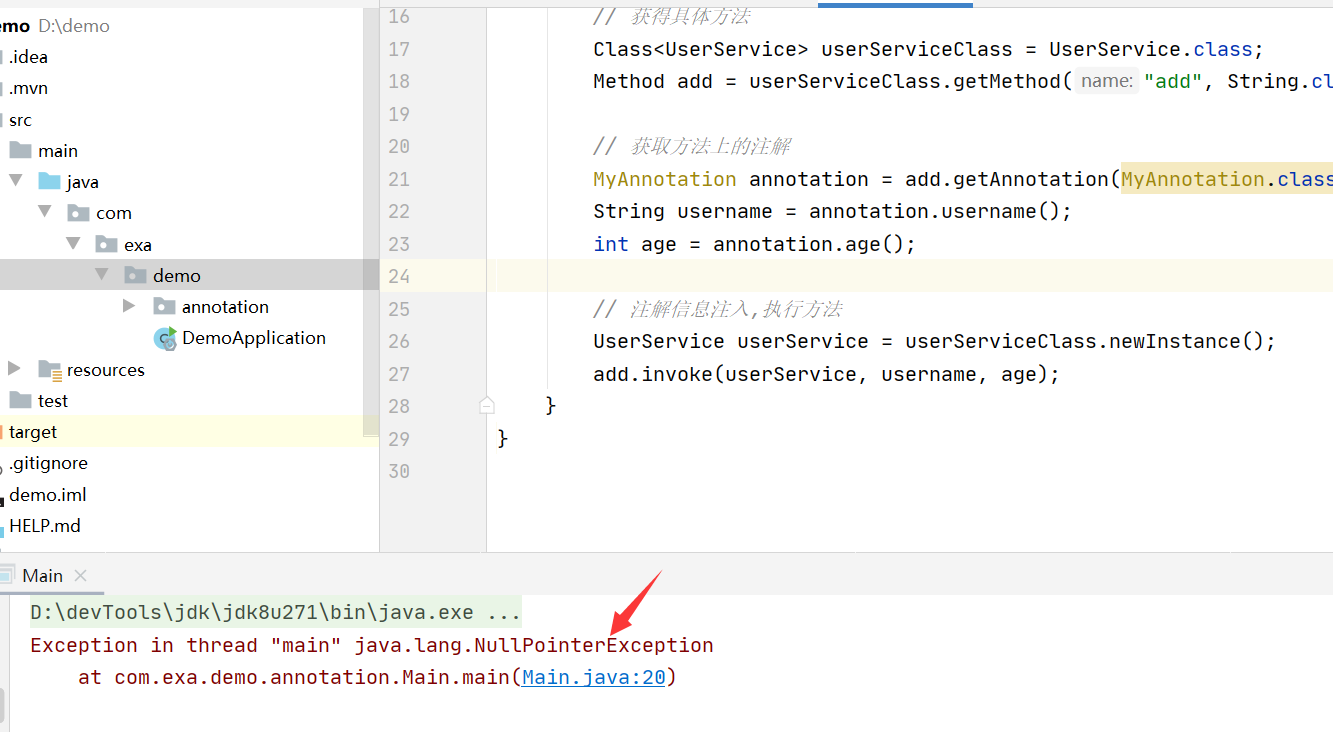 emo D:\demo
.idea
.mvn
src
main
java
com
exa
demo
annotation
DemoApplication
resources
test
target
.gitignore
demo.iml
HELP.md
16 // 获得具体方法
17 Class<UserService> userServiceClass = UserService.class;
18 Method add = userServiceClass.getMethod( name: "add", String.cl
19
20 // 获取方法上的注解
21 MyAnnotation annotation = add.getAnnotation(MyAnnotation.class
22 String username = annotation.username();
23 int age = annotation.age();
24
25 // 注解信息注入,执行方法
26 UserService userService = userServiceClass.newInstance();
27 add.invoke(userService, username, age);
28 }
29 }
30
Main
D:\devTools\jdk\jdk8u271\bin\java.exe ...
Exception in thread "main" java.lang.NullPointerException
at com.exa.demo.annotation.Main.main(Main.java:20)